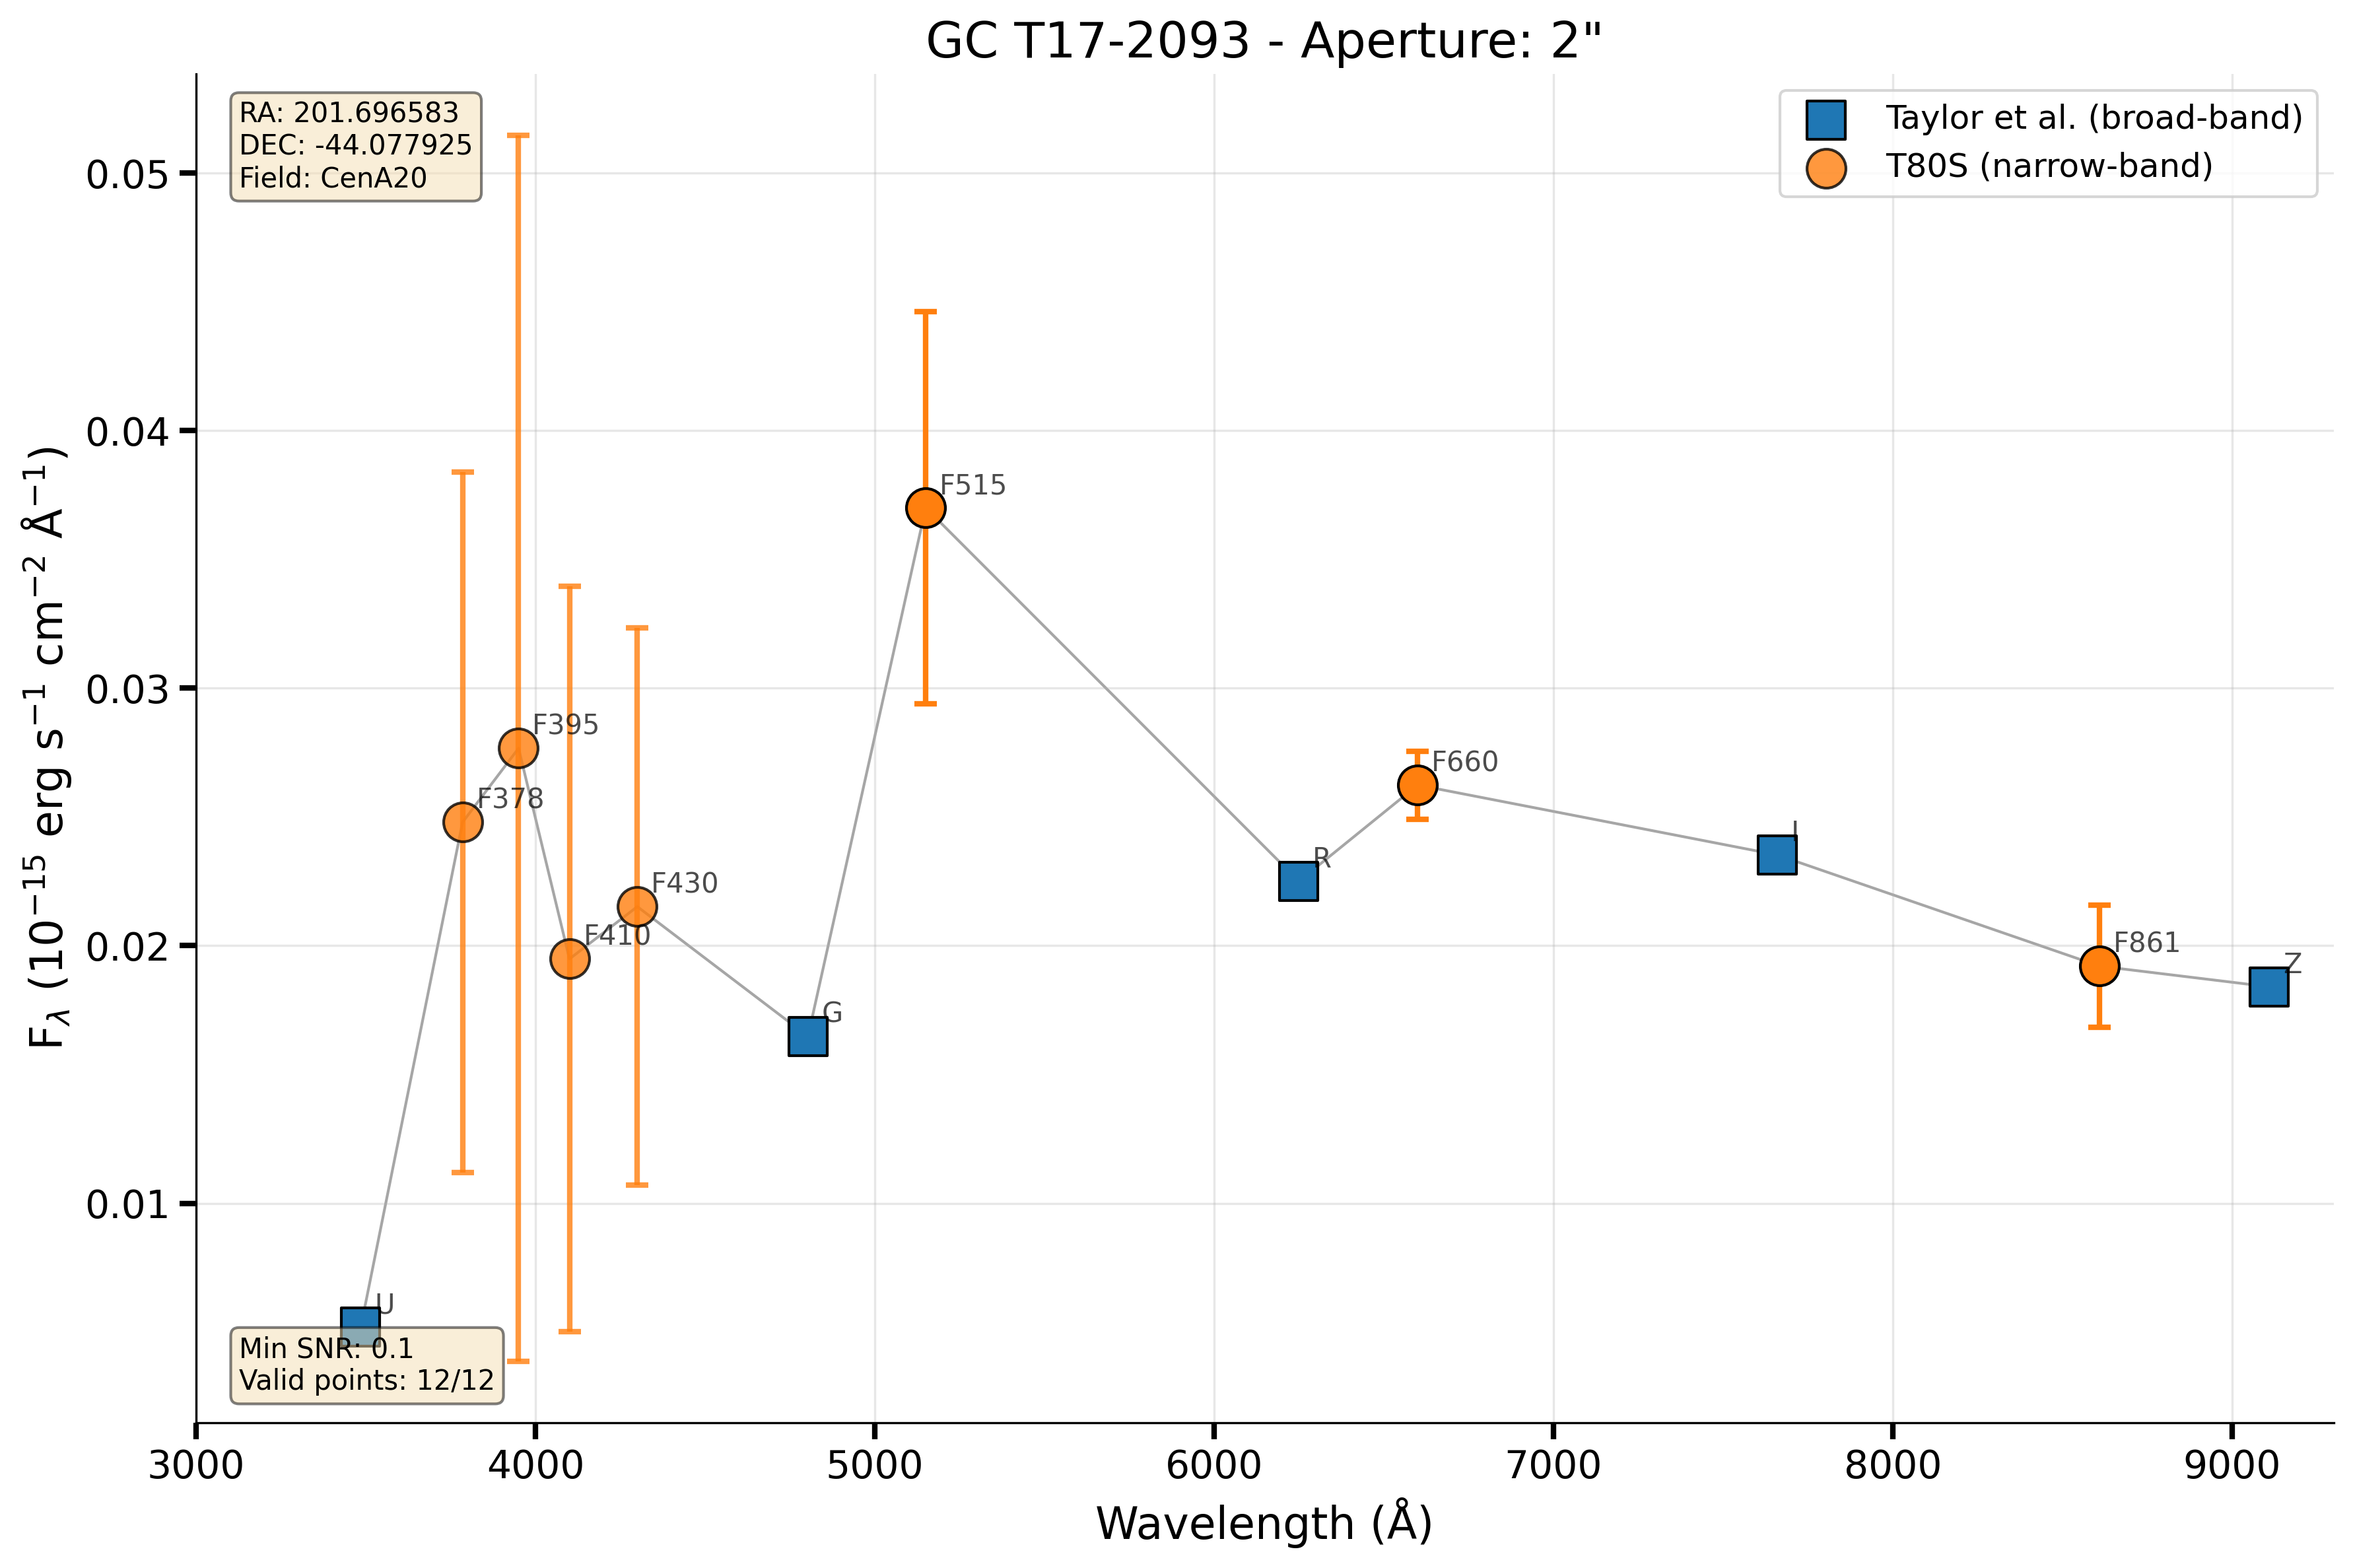 GC T17-2093 - Aperture: 2"
RA: 201.696583
DEC: -44.077925
Field: CenA20
Taylor et al. (broad-band)
T80S (narrow-band)
0.05
0.04
0.03
0.02
0.01
F_λ (10⁻¹⁵ erg s⁻¹ cm⁻² Å⁻¹)
F515
F395
F378
F660
I
R
F430
F410
F861
Z
G
U
Min SNR: 0.1
Valid points: 12/12
3000 4000 5000 6000 7000 8000 9000
Wavelength (Å)